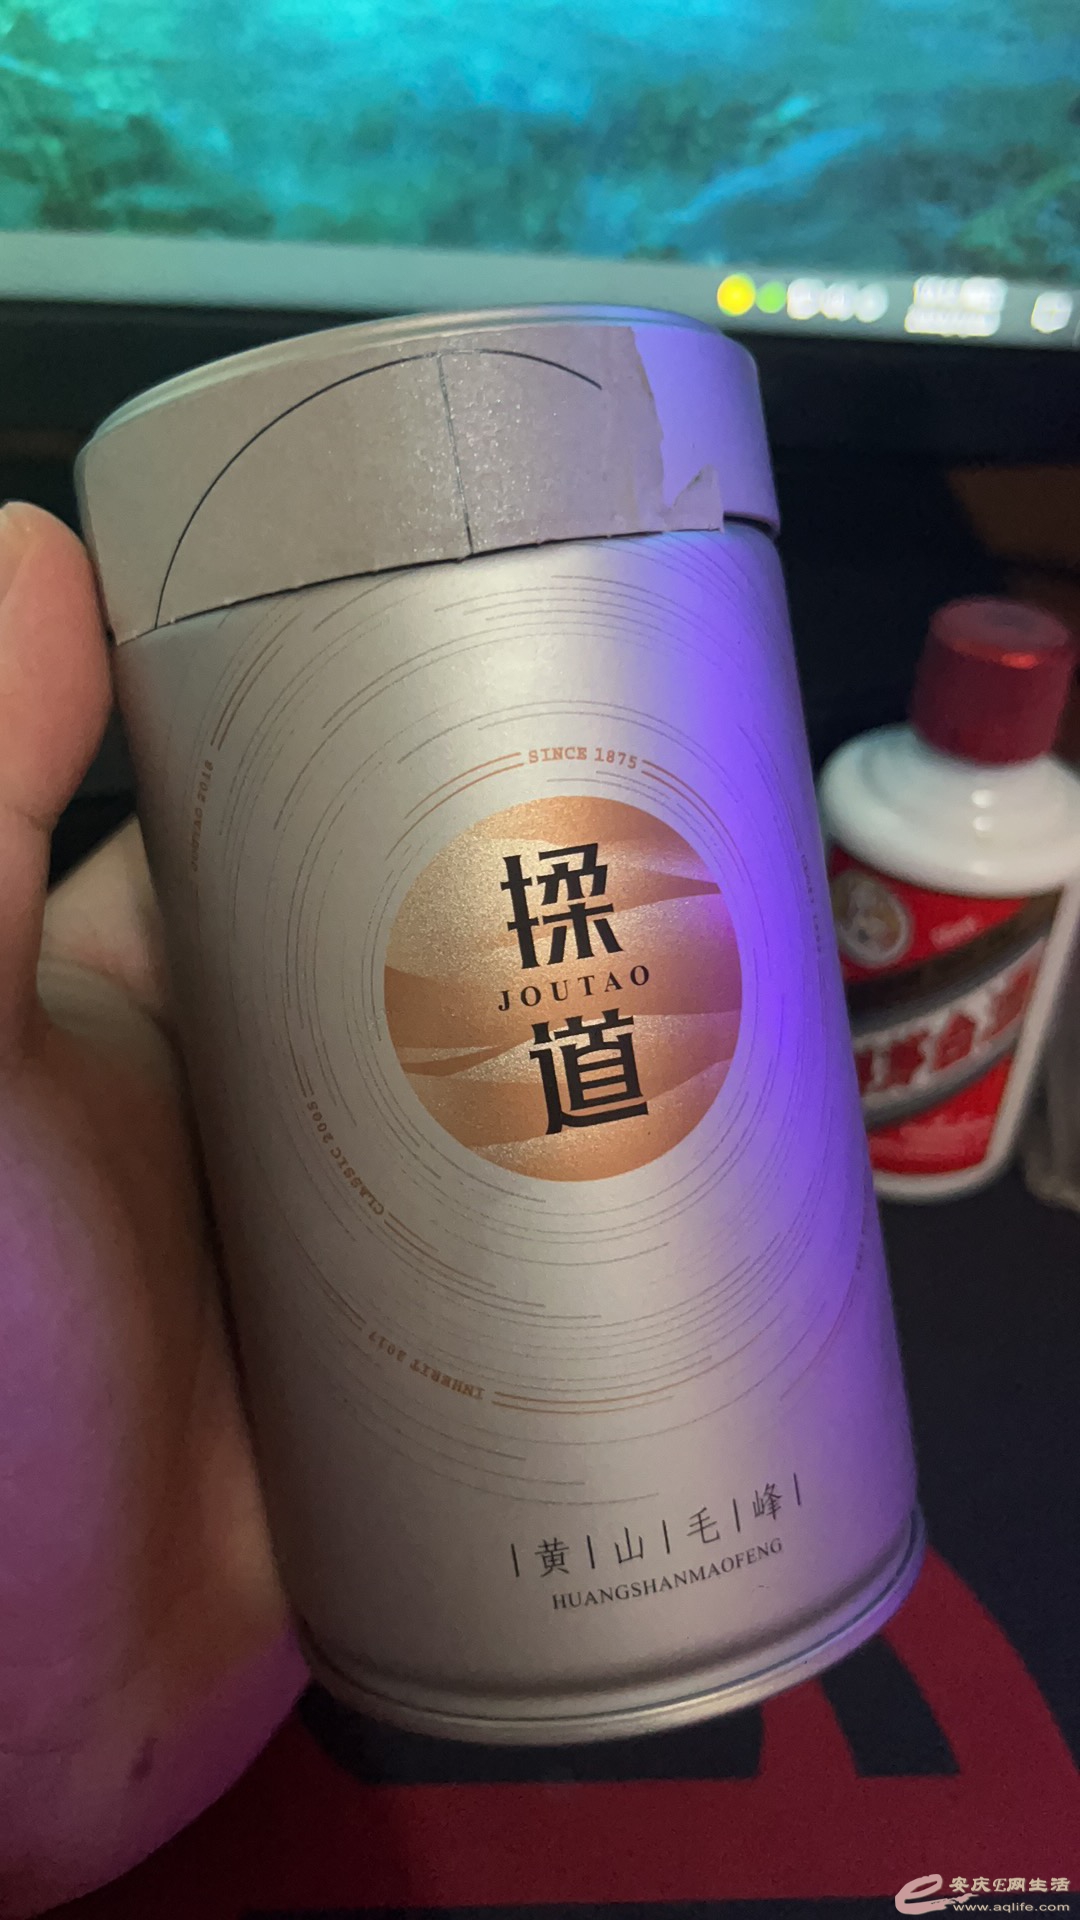 SINCE 1875
揉
JOUTAO
道
CLASSIC 2005
INHERIT 2017
黄|山|毛|峰
HUANGSHANMAOFENG
安庆E网生活
www.aqlife.com